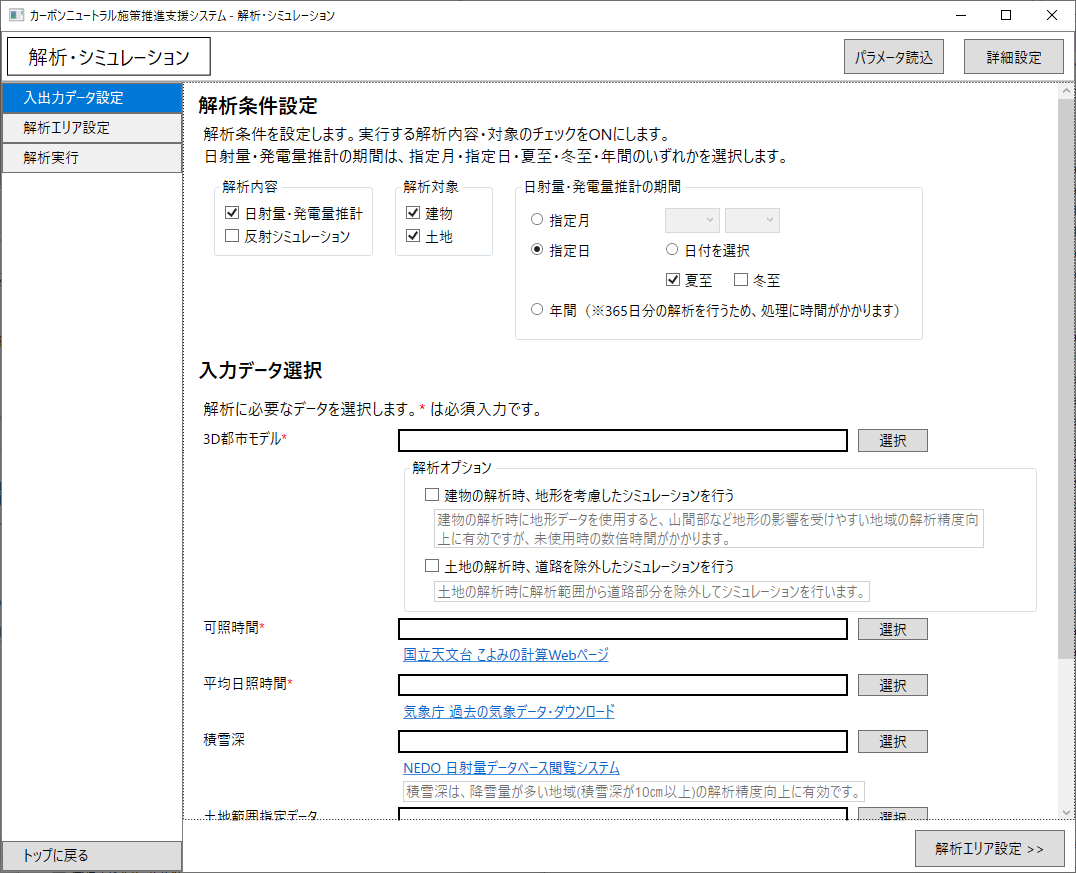 カーボンニュートラル施策推進支援システム - 解析・シミュレーション
解析・シミュレーション
パラメータ読込
詳細設定
入出力データ設定
解析エリア設定
解析実行
解析条件設定
解析条件を設定します。実行する解析内容・対象のチェックをONにします。
日射量・発電量推計の期間は、指定月・指定日・夏至・冬至・年間のいずれかを選択します。
解析内容
日射量・発電量推計
反射シミュレーション
解析対象
建物
土地
日射量・発電量推計の期間
指定月
指定日
日付を選択
夏至
冬至
年間（※365日分の解析を行うため、処理に時間がかかります）
入力データ選択
解析に必要なデータを選択します。* は必須入力です。
3D都市モデル*
選択
解析オプション
建物の解析時、地形を考慮したシミュレーションを行う
建物の解析時に地形データを使用すると、山間部など地形の影響を受けやすい地域の解析精度向
上に有効ですが、未使用時の数倍時間がかかります。
土地の解析時、道路を除外したシミュレーションを行う
土地の解析時に解析範囲から道路部分を除外してシミュレーションを行います。
可照時間*
選択
国立天文台 こよみの計算Webページ
平均日照時間*
選択
気象庁 過去の気象データ・ダウンロード
積雪深
選択
NEDO 日射量データベース閲覧システム
積雪深は、降雪量が多い地域(積雪深が10cm以上)の解析精度向上に有効です。
土地範囲指定データ
選択
トップに戻る
解析エリア設定 >>